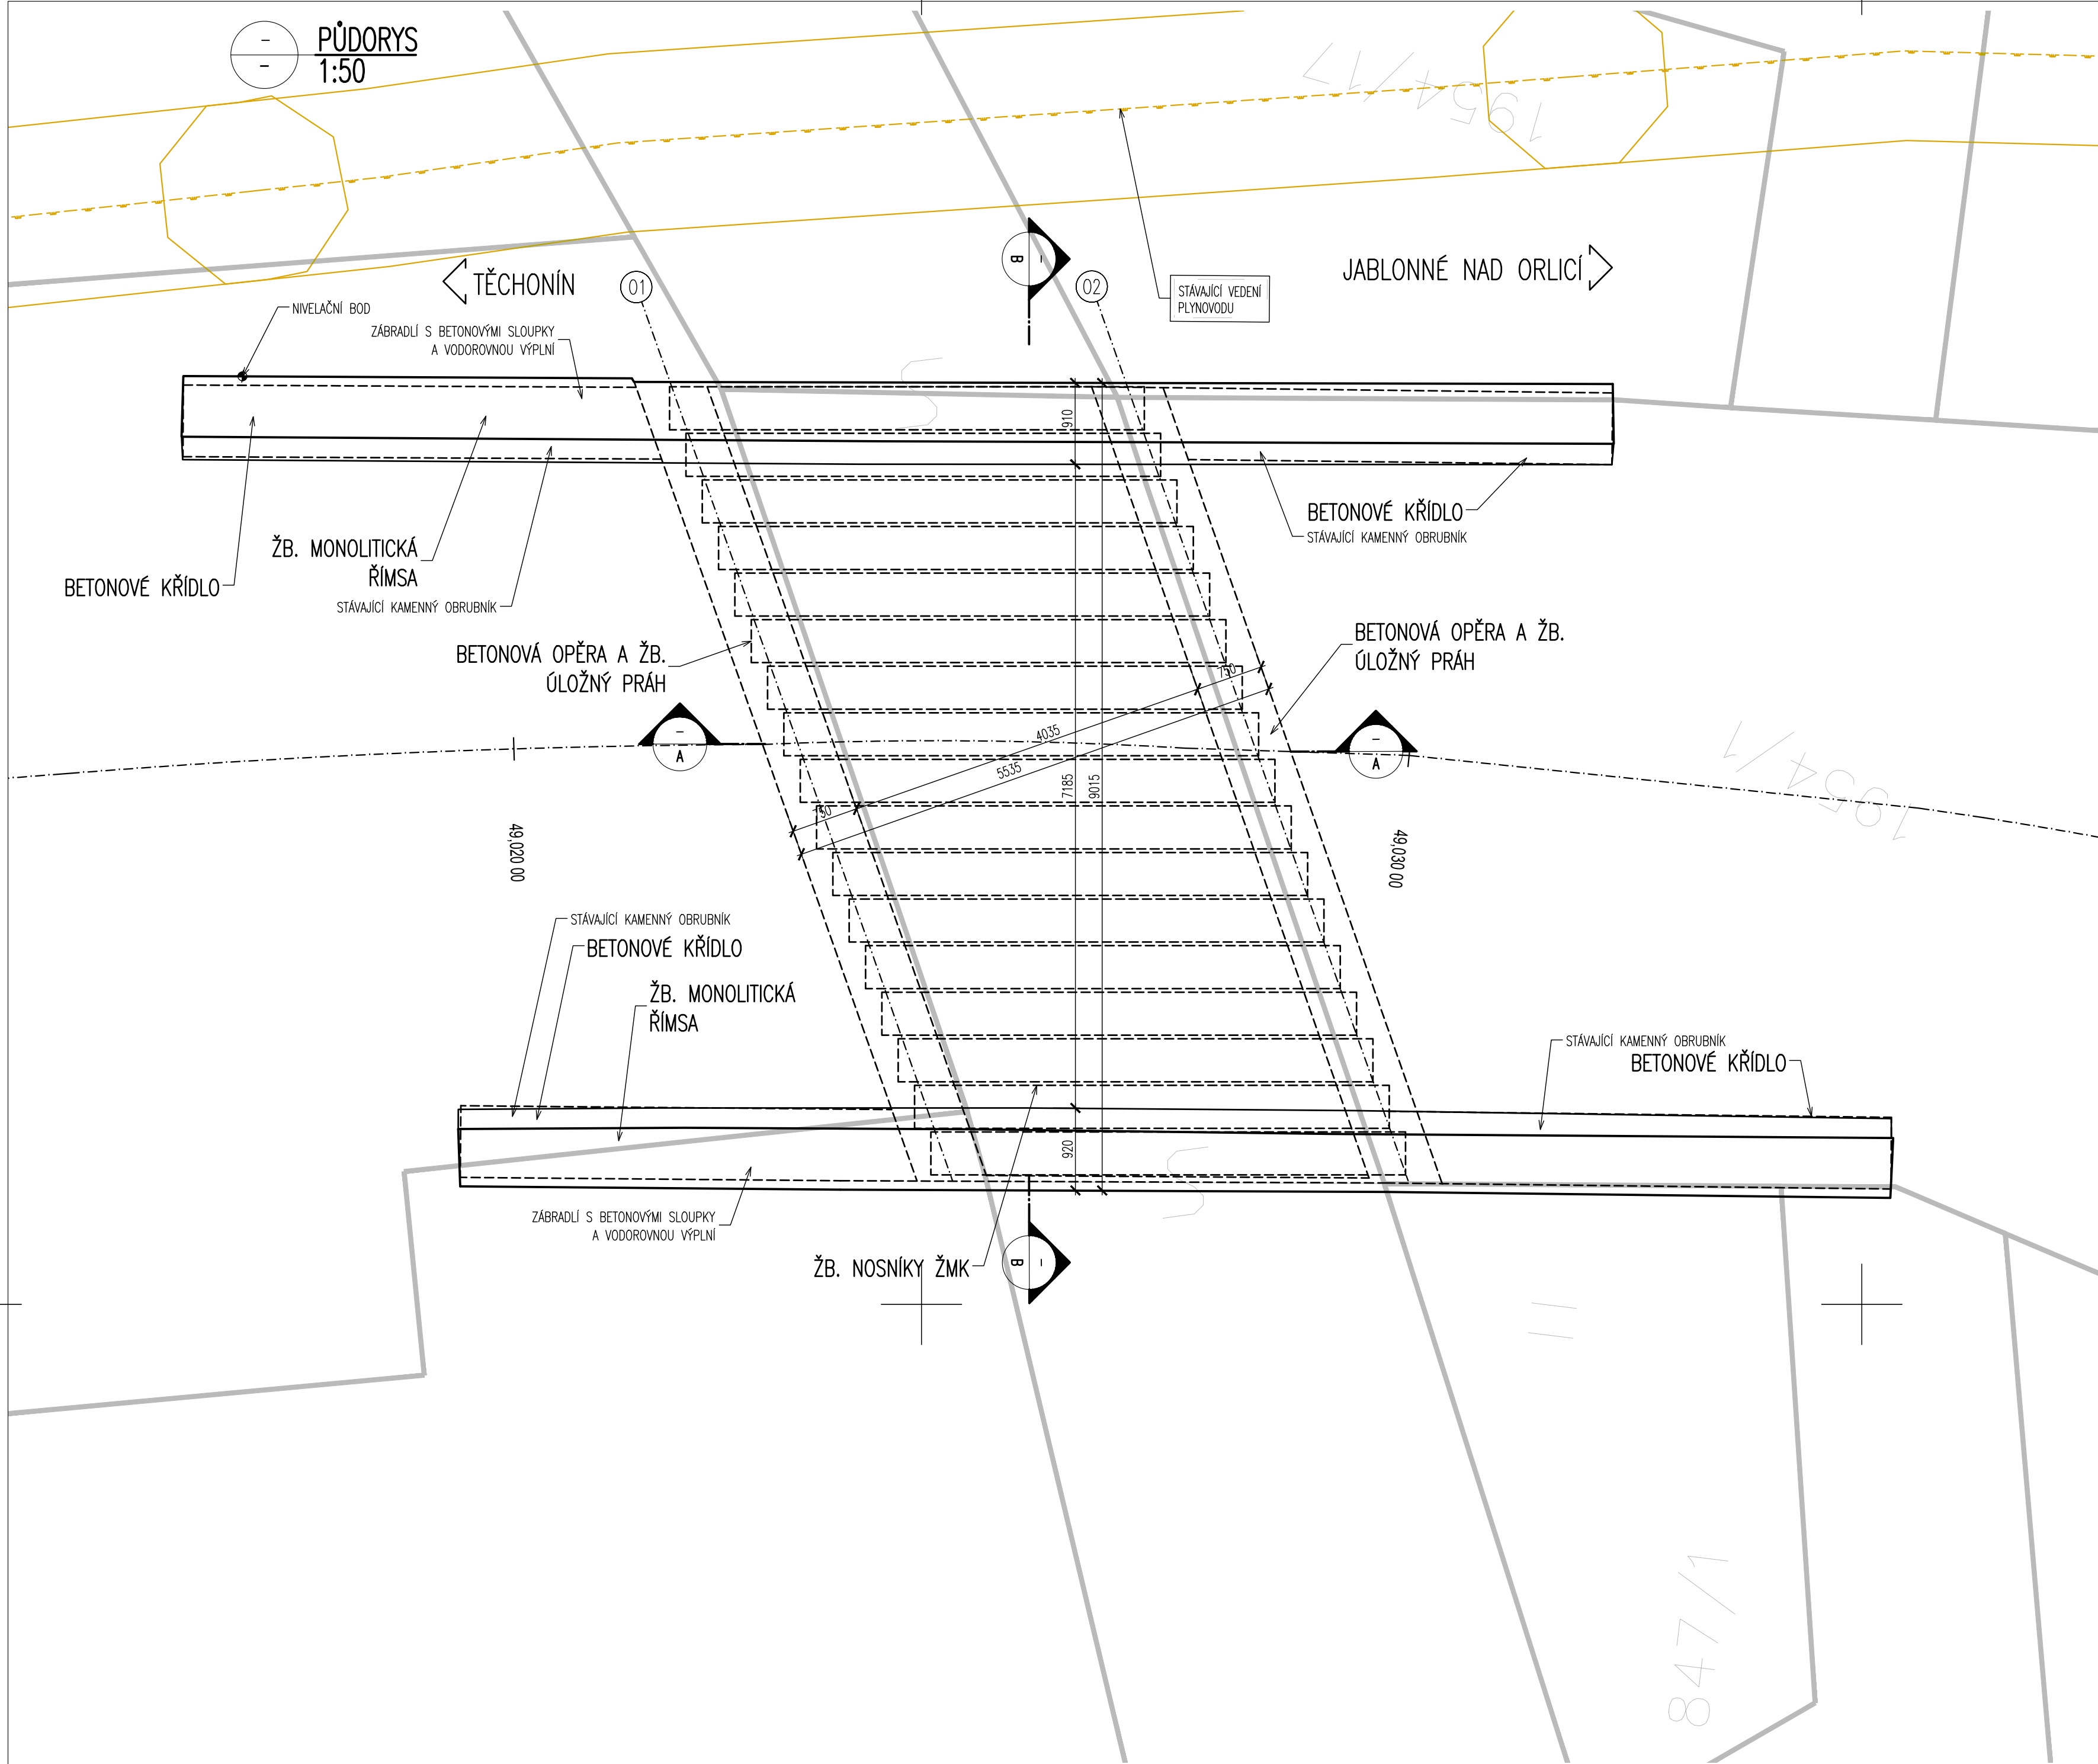 PŮDORYS
1:50
1954/17
TĚCHONÍN
01
B
02
STÁVAJÍCÍ VEDENÍ
PLYNOVODU
JABLONNÉ NAD ORLICÍ
NIVELAČNÍ BOD
ZÁBRADLÍ S BETONOVÝMI SLOUPKY
A VODOROVNOU VÝPLNÍ
910
BETONOVÉ KŘÍDLO
STÁVAJÍCÍ KAMENNÝ OBRUBNÍK
ŽB. MONOLITICKÁ
ŘÍMSA
BETONOVÉ KŘÍDLO
STÁVAJÍCÍ KAMENNÝ OBRUBNÍK
BETONOVÁ OPĚRA A ŽB.
ÚLOŽNÝ PRÁH
BETONOVÁ OPĚRA A ŽB.
ÚLOŽNÝ PRÁH
750
4035
5535
7185
9015
750
A
A
1954/1
49,020 00
49,030 00
STÁVAJÍCÍ KAMENNÝ OBRUBNÍK
BETONOVÉ KŘÍDLO
ŽB. MONOLITICKÁ
ŘÍMSA
STÁVAJÍCÍ KAMENNÝ OBRUBNÍK
BETONOVÉ KŘÍDLO
920
ZÁBRADLÍ S BETONOVÝMI SLOUPKY
A VODOROVNOU VÝPLNÍ
ŽB. NOSNÍKY ŽMK
B
847/1